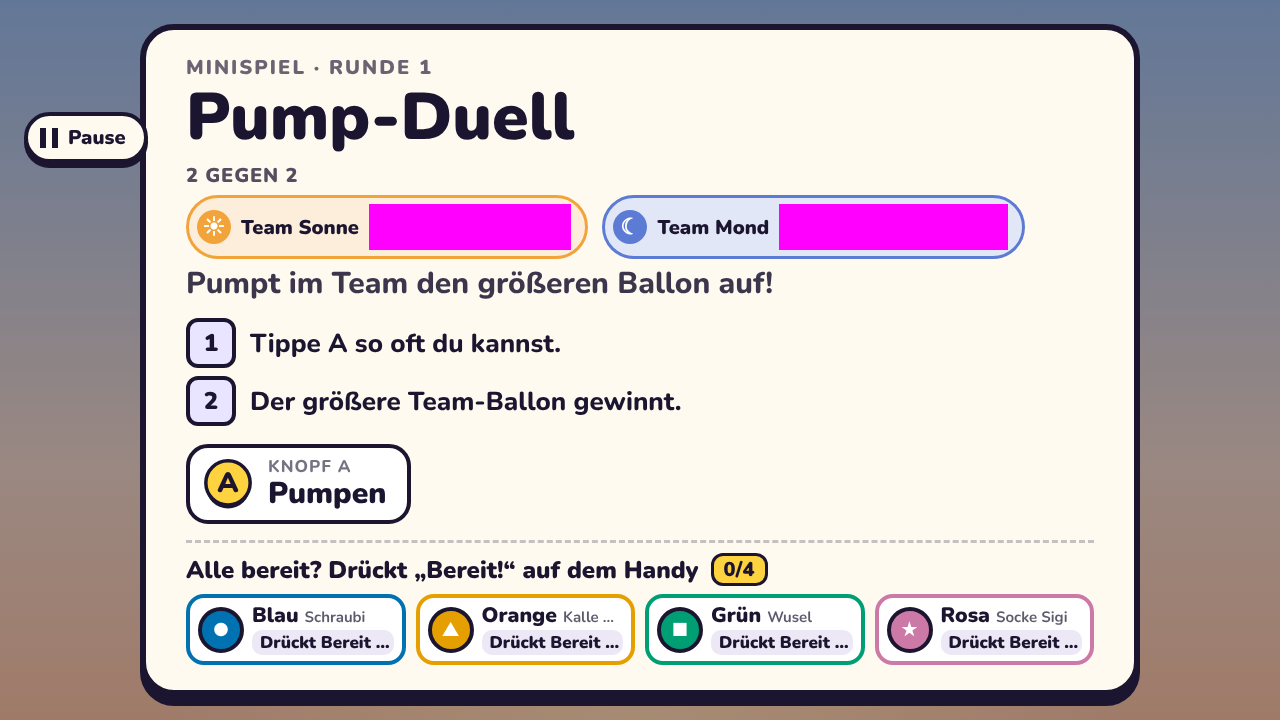 MINISPIEL · RUNDE 1
Pump-Duell
Pause
2 GEGEN 2
Team Sonne
Team Mond
Pumpt im Team den größeren Ballon auf!
1 Tippe A so oft du kannst.
2 Der größere Team-Ballon gewinnt.
A KNOPF A
Pumpen
Alle bereit? Drückt „Bereit!“ auf dem Handy 0/4
Blau Schraubi
Drückt Bereit ...
Orange Kalle ...
Drückt Bereit ...
Grün Wusel
Drückt Bereit ...
Rosa Socke Sigi
Drückt Bereit ...